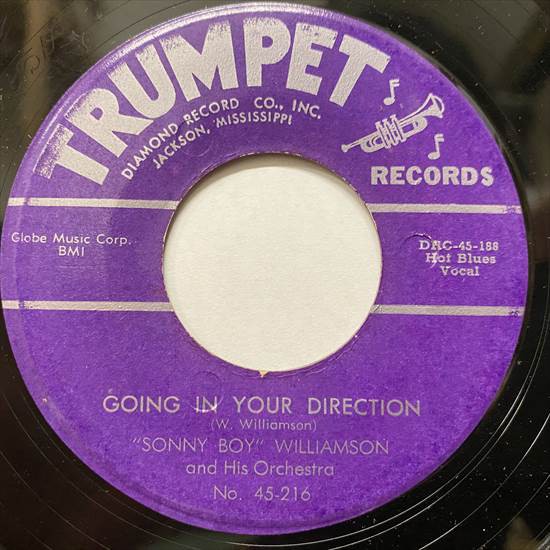 TRUMPET
DIAMOND RECORD CO., INC.
JACKSON, MISSISSIPPI
RECORDS
Globe Music Corp.
BMI
DRC-45-188
Hot Blues
Vocal
GOING IN YOUR DIRECTION
(W. Williamson)
"SONNY BOY" WILLIAMSON
and His Orchestra
No. 45-216